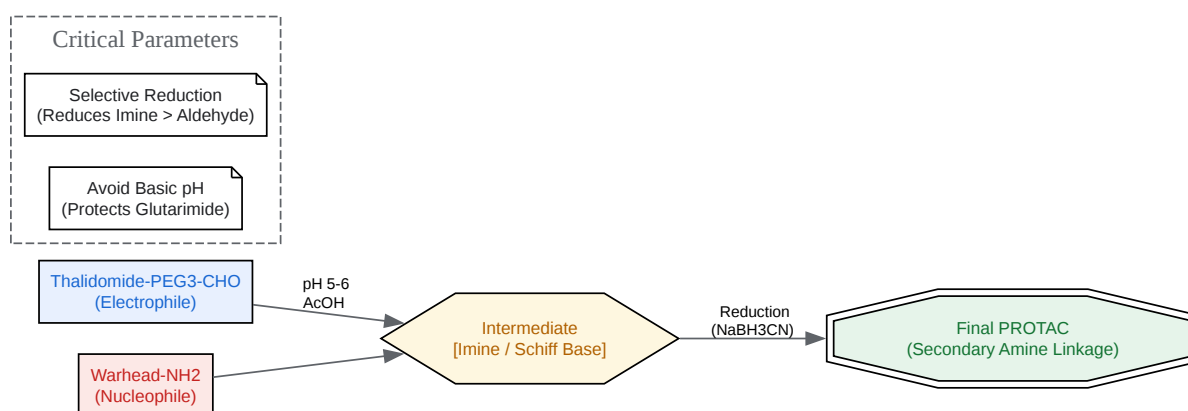 Critical Parameters
Selective Reduction
(Reduces Imine > Aldehyde)
Avoid Basic pH
(Protects Glutarimide)
Thalidomide-PEG3-CHO
(Electrophile)
pH 5-6
AcOH
Warhead-NH2
(Nucleophile)
Intermediate
[Imine / Schiff Base]
Reduction
(NaBH3CN)
Final PROTAC
(Secondary Amine Linkage)